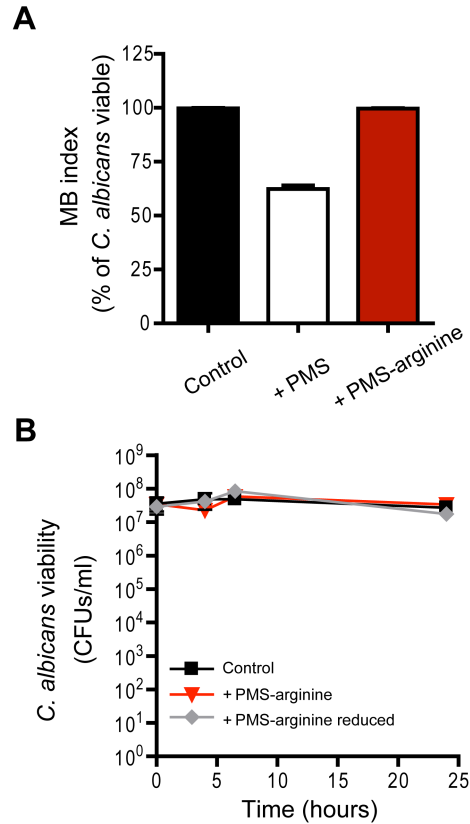 A
MB index
(% of C. albicans viable)
125
100
75
50
25
0
Control
+ PMS
+ PMS-arginine
B
C. albicans viability
(CFUs/ml)
10⁹
10⁸
10⁷
10⁶
10⁵
10⁴
10³
10²
10¹
10⁰
Control
+ PMS-arginine
+ PMS-arginine reduced
0 5 10 15 20 25
Time (hours)